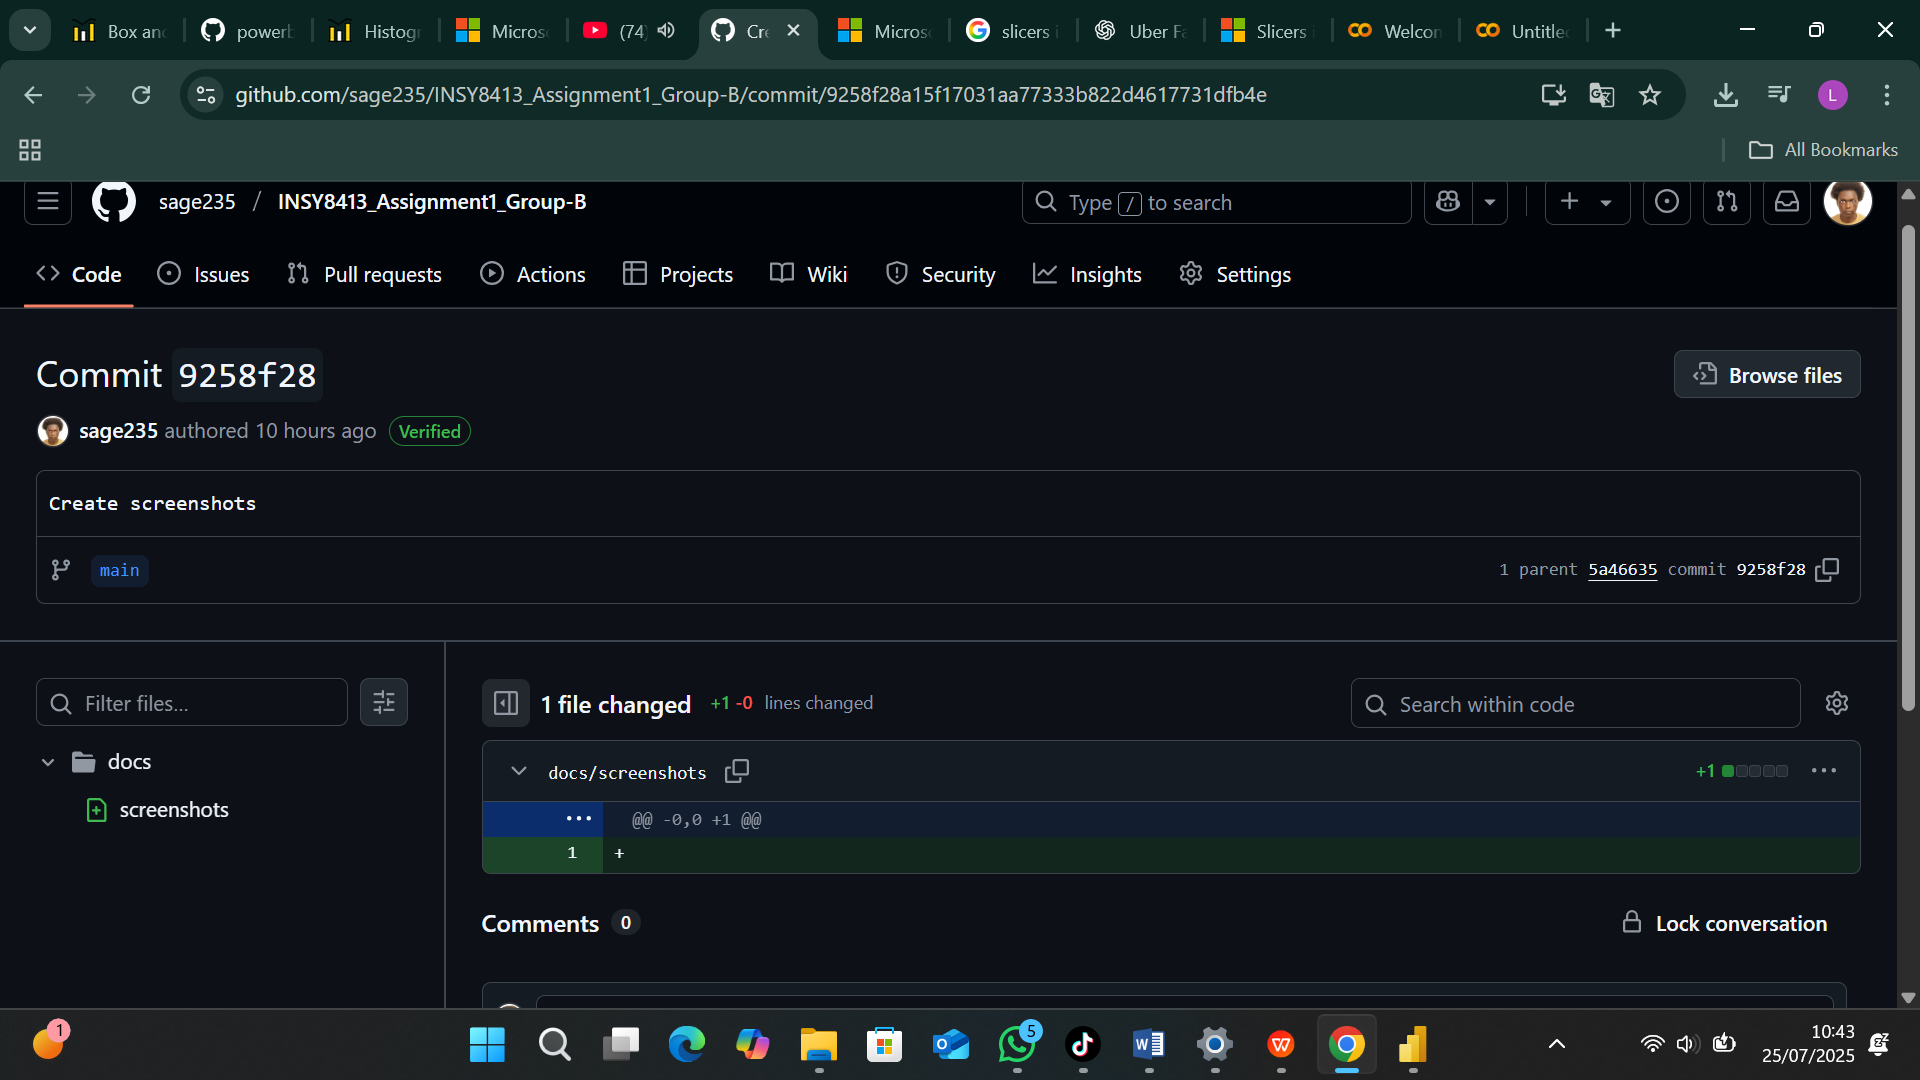 Box an
powerb
Histogr
Micros
(74)
Cre
Micros
slicers i
Uber Fa
Slicers i
Welcon
Untitled
github.com/sage235/INSY8413_Assignment1_Group-B/commit/9258f28a15f17031aa77333b822d4617731dfb4e
L
All Bookmarks
sage235 / INSY8413_Assignment1_Group-B
Type / to search
Code
Issues
Pull requests
Actions
Projects
Wiki
Security
Insights
Settings
Commit 9258f28
Browse files
sage235 authored 10 hours ago Verified
Create screenshots
main
1 parent 5a46635 commit 9258f28
Filter files...
docs
screenshots
1 file changed +1 -0 lines changed
Search within code
docs/screenshots
+1
@@ -0,0 +1 @@
1 +
Comments 0
Lock conversation
1
5
10:43
25/07/2025